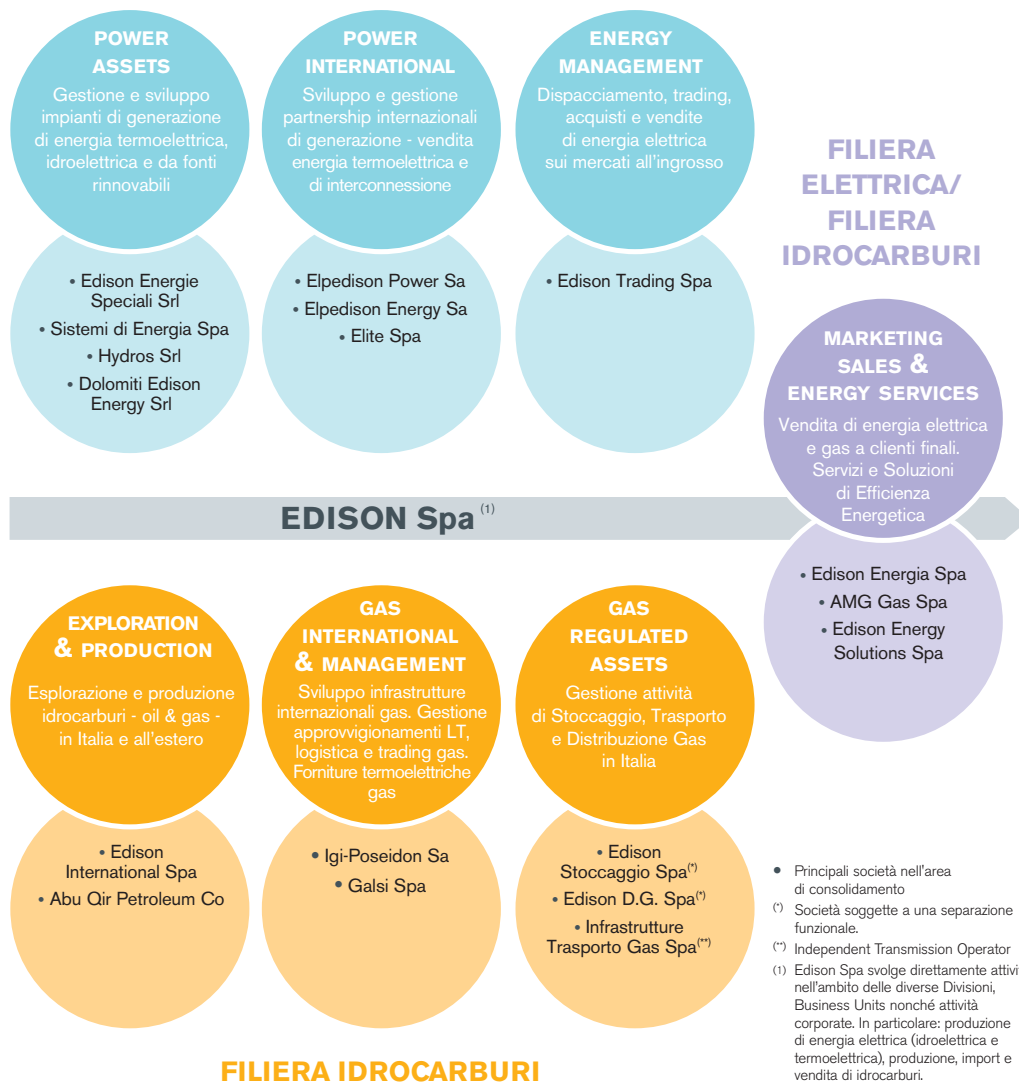 POWER
ASSETS
Gestione e sviluppo
impianti di generazione
di energia termoelettrica,
idroelettrica e da fonti
rinnovabili
• Edison Energie
Speciali Srl
• Sistemi di Energia Spa
• Hydros Srl
• Dolomiti Edison
Energy Srl
POWER
INTERNATIONAL
Sviluppo e gestione
partnership internazionali
di generazione - vendita
energia termoelettrica e
di interconnessione
• Elpedison Power Sa
• Elpedison Energy Sa
• Elite Spa
ENERGY
MANAGEMENT
Dispacciamento, trading,
acquisti e vendite
di energia elettrica
sui mercati all'ingrosso
• Edison Trading Spa
FILIERA
ELETTRICA/
FILIERA
IDROCARBURI
MARKETING
SALES &
ENERGY SERVICES
Vendita di energia elettrica
e gas a clienti finali.
Servizi e Soluzioni
di Efficienza
Energetica
• Edison Energia Spa
• AMG Gas Spa
• Edison Energy
Solutions Spa
EDISON Spa (1)
EXPLORATION
& PRODUCTION
Esplorazione e produzione
idrocarburi - oil & gas -
in Italia e all'estero
• Edison
International Spa
• Abu Qir Petroleum Co
GAS
INTERNATIONAL
& MANAGEMENT
Sviluppo infrastrutture
internazionali gas. Gestione
approvvigionamenti LT,
logistica e trading gas.
Forniture termoelettriche
gas
• Igi-Poseidon Sa
• Galsi Spa
GAS
REGULATED
ASSETS
Gestione attività
di Stoccaggio, Trasporto
e Distribuzione Gas
in Italia
• Edison
Stoccaggio Spa(*)
• Edison D.G. Spa(*)
• Infrastrutture
Trasporto Gas Spa(**)
• Principali società nell'area
di consolidamento
(*) Società soggette a una separazione
funzionale.
(**) Independent Transmission Operator
(1) Edison Spa svolge direttamente attivi
nell'ambito delle diverse Divisioni,
Business Units nonché attività
corporate. In particolare: produzione
di energia elettrica (idroelettrica e
termoelettrica), produzione, import e
vendita di idrocarburi.
FILIERA IDROCARBURI